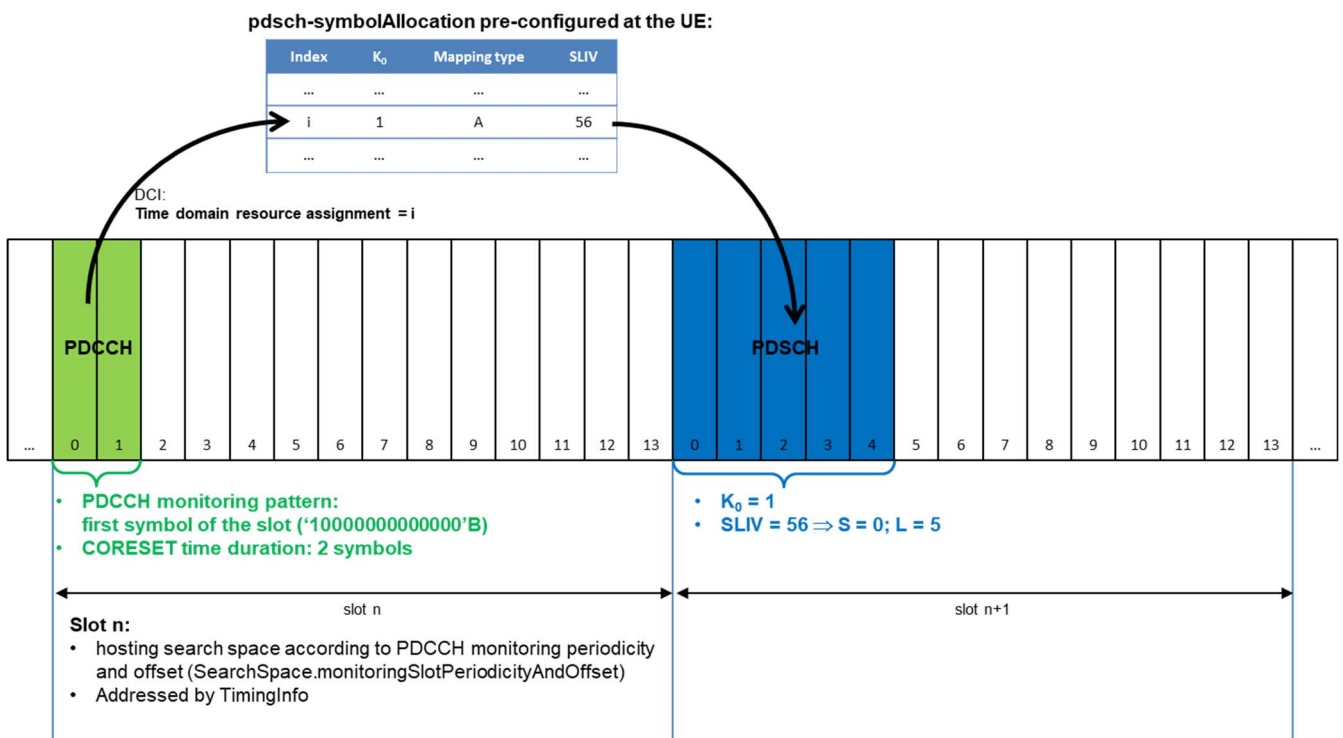 pdsch-symbolAllocation pre-configured at the UE:
Index K0 Mapping type SLIV
... ... ... ...
i 1 A 56
... ... ... ...
DCI:
Time domain resource assignment = i
PDCCH PDSCH
... 0 1 2 3 4 5 6 7 8 9 10 11 12 13 0 1 2 3 4 5 6 7 8 9 10 11 12 13 ...
• PDCCH monitoring pattern:
first symbol of the slot (‘10000000000000’B)
• CORESET time duration: 2 symbols
• K0 = 1
• SLIV = 56 ⇒ S = 0; L = 5
slot n slot n+1
Slot n:
• hosting search space according to PDCCH monitoring periodicity
and offset (SearchSpace.monitoringSlotPeriodicityAndOffset)
• Addressed by TimingInfo